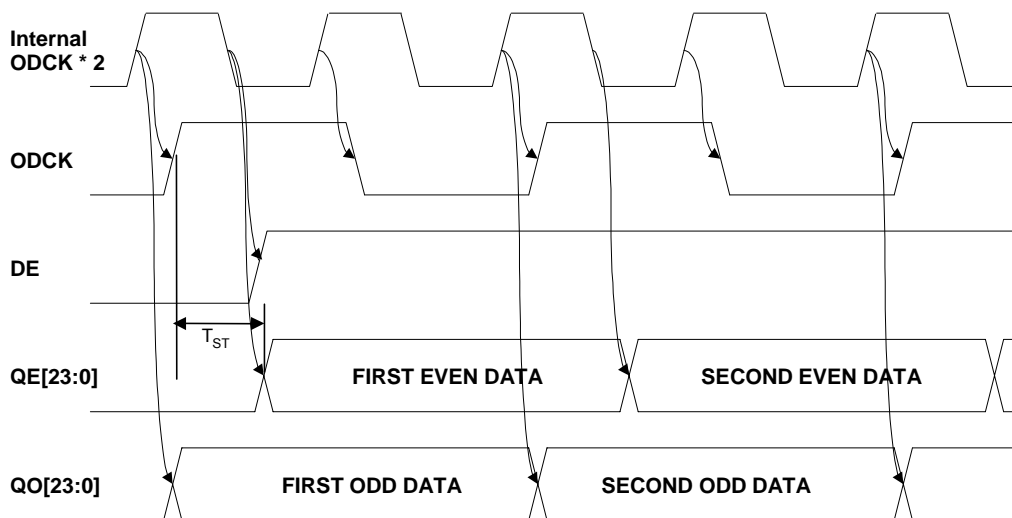 Internal
ODCK * 2
ODCK
DE
T_ST
QE[23:0]
FIRST EVEN DATA
SECOND EVEN DATA
QO[23:0]
FIRST ODD DATA
SECOND ODD DATA